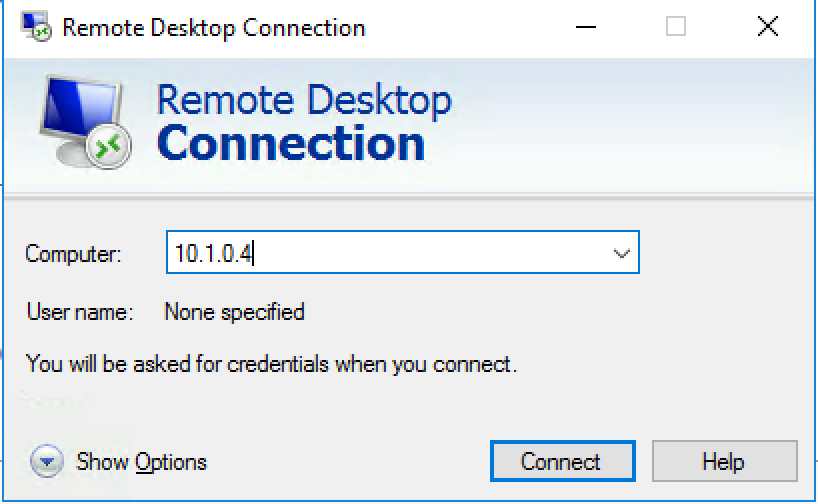 Remote Desktop Connection
Remote Desktop
Connection
Computer: 10.1.0.4
User name: None specified
You will be asked for credentials when you connect.
Show Options Connect Help